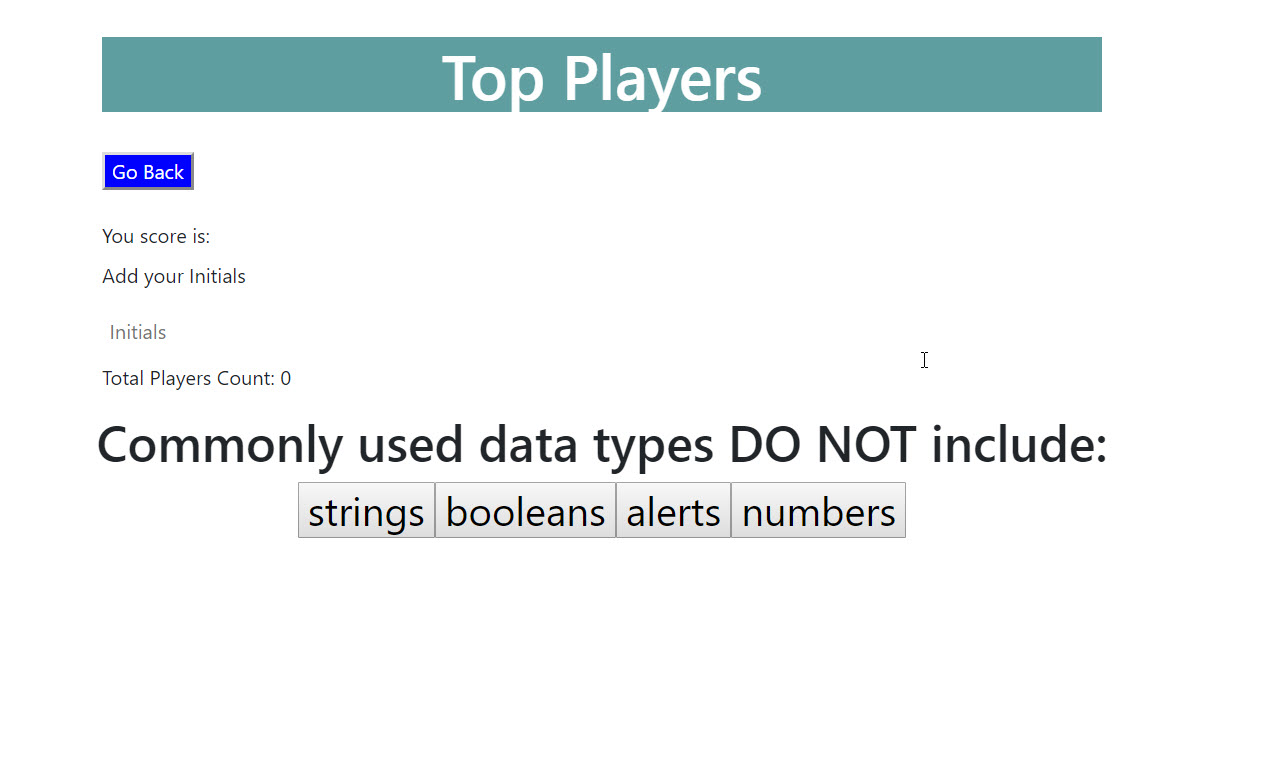 Top Players
Go Back
You score is:
Add your Initials
Initials
Total Players Count: 0
Commonly used data types DO NOT include:
strings booleans alerts numbers